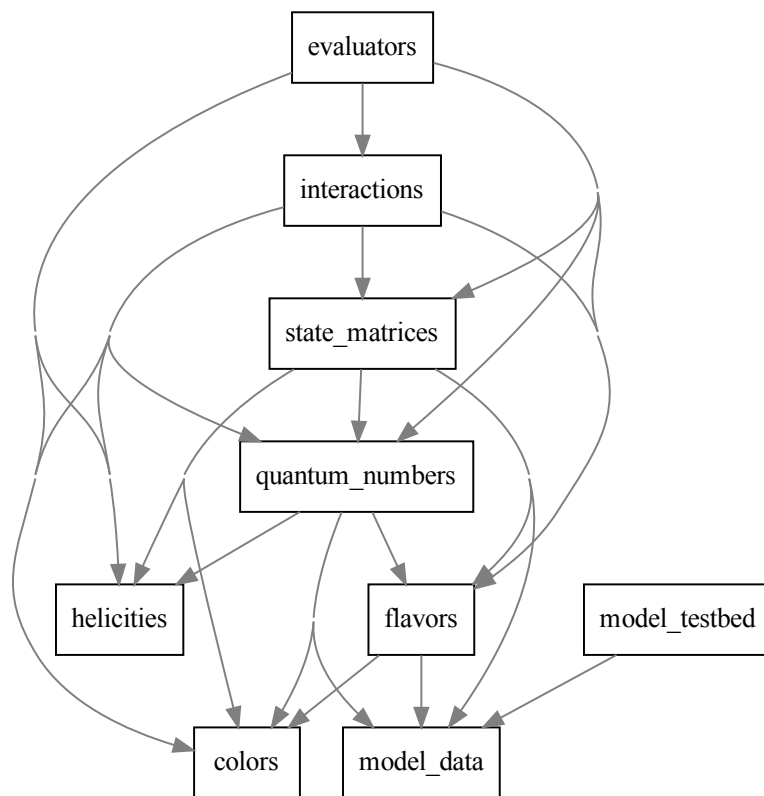 evaluators
interactions
state_matrices
quantum_numbers
helicities
flavors
model_testbed
colors
model_data